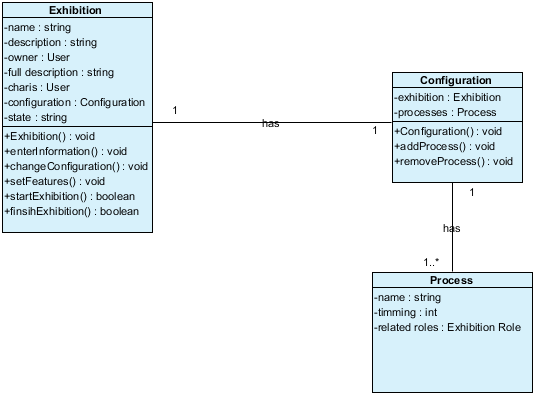 Exhibition
-name : string
-description : string
-owner : User
-full description : string
-charis : User
-configuration : Configuration
-state : string
+Exhibition() : void
+enterInformation() : void
+changeConfiguration() : void
+setFeatures() : void
+startExhibition() : boolean
+finsihExhibition() : boolean
1
has
1
Configuration
-exhibition : Exhibition
-processes : Process
+Configuration() : void
+addProcess() : void
+removeProcess() : void
1
has
1..*
Process
-name : string
-timming : int
-related roles : Exhibition Role